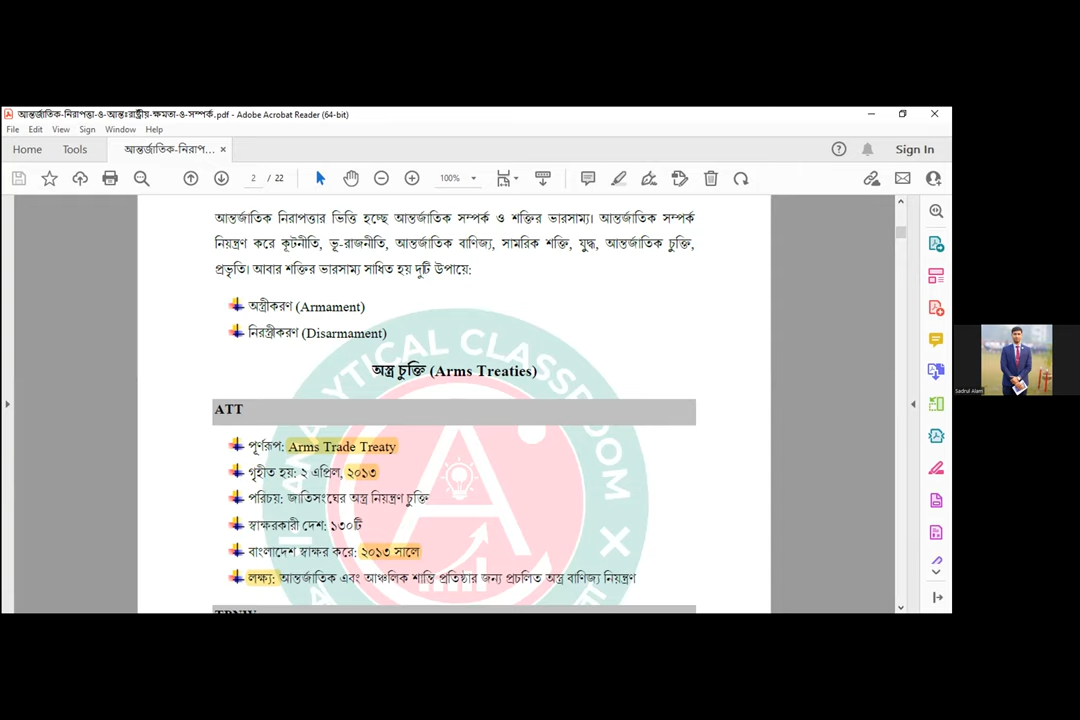 আন্তর্জাতিক-নিরাপত্তা-ও-আন্তঃরাষ্ট্রীয়-ক্ষমতা-ও-সম্পর্ক.pdf - Adobe Acrobat Reader (64-bit)
File Edit View Sign Window Help
Home Tools আন্তর্জাতিক-নিরাপ... × Sign In
2 / 22 100%
আন্তর্জাতিক নিরাপত্তার ভিত্তি হচ্ছে আন্তর্জাতিক সম্পর্ক ও শক্তির ভারসাম্য। আন্তর্জাতিক সম্পর্ক
নিয়ন্ত্রণ করে কূটনীতি, ভূ-রাজনীতি, আন্তর্জাতিক বাণিজ্য, সামরিক শক্তি, যুদ্ধ, আন্তর্জাতিক চুক্তি,
প্রভৃতি। আবার শক্তির ভারসাম্য সাধিত হয় দুটি উপায়ে:
অস্ত্রীকরণ (Armament)
নিরস্ত্রীকরণ (Disarmament)
অস্ত্র চুক্তি (Arms Treaties)
ATT
পূর্ণরূপ: Arms Trade Treaty
গৃহীত হয়: ২ এপ্রিল, ২০১৩
পরিচয়: জাতিসংঘের অস্ত্র নিয়ন্ত্রণ চুক্তি
স্বাক্ষরকারী দেশ: ১৩০টি
বাংলাদেশ স্বাক্ষর করে: ২০১৩ সালে
লক্ষ্য: আন্তর্জাতিক এবং আঞ্চলিক শান্তি প্রতিষ্ঠার জন্য প্রচলিত অস্ত্র বাণিজ্য নিয়ন্ত্রণ
TPNW
ANALYTICAL CLASSROOM
Sadrul Alam